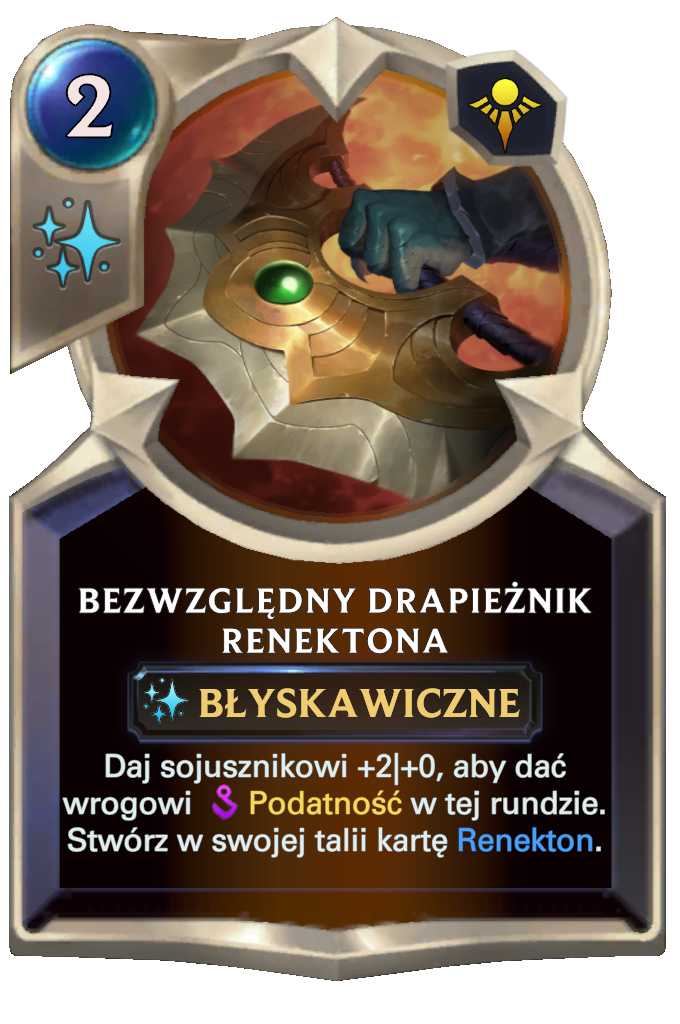 2
BEZWZGLĘDNY DRAPIEŻNIK
RENEKTONA
BŁYSKAWICZNE
Daj sojusznikowi +2|+0, aby dać
wrogowi Podatność w tej rundzie.
Stwórz w swojej talii kartę Renekton.